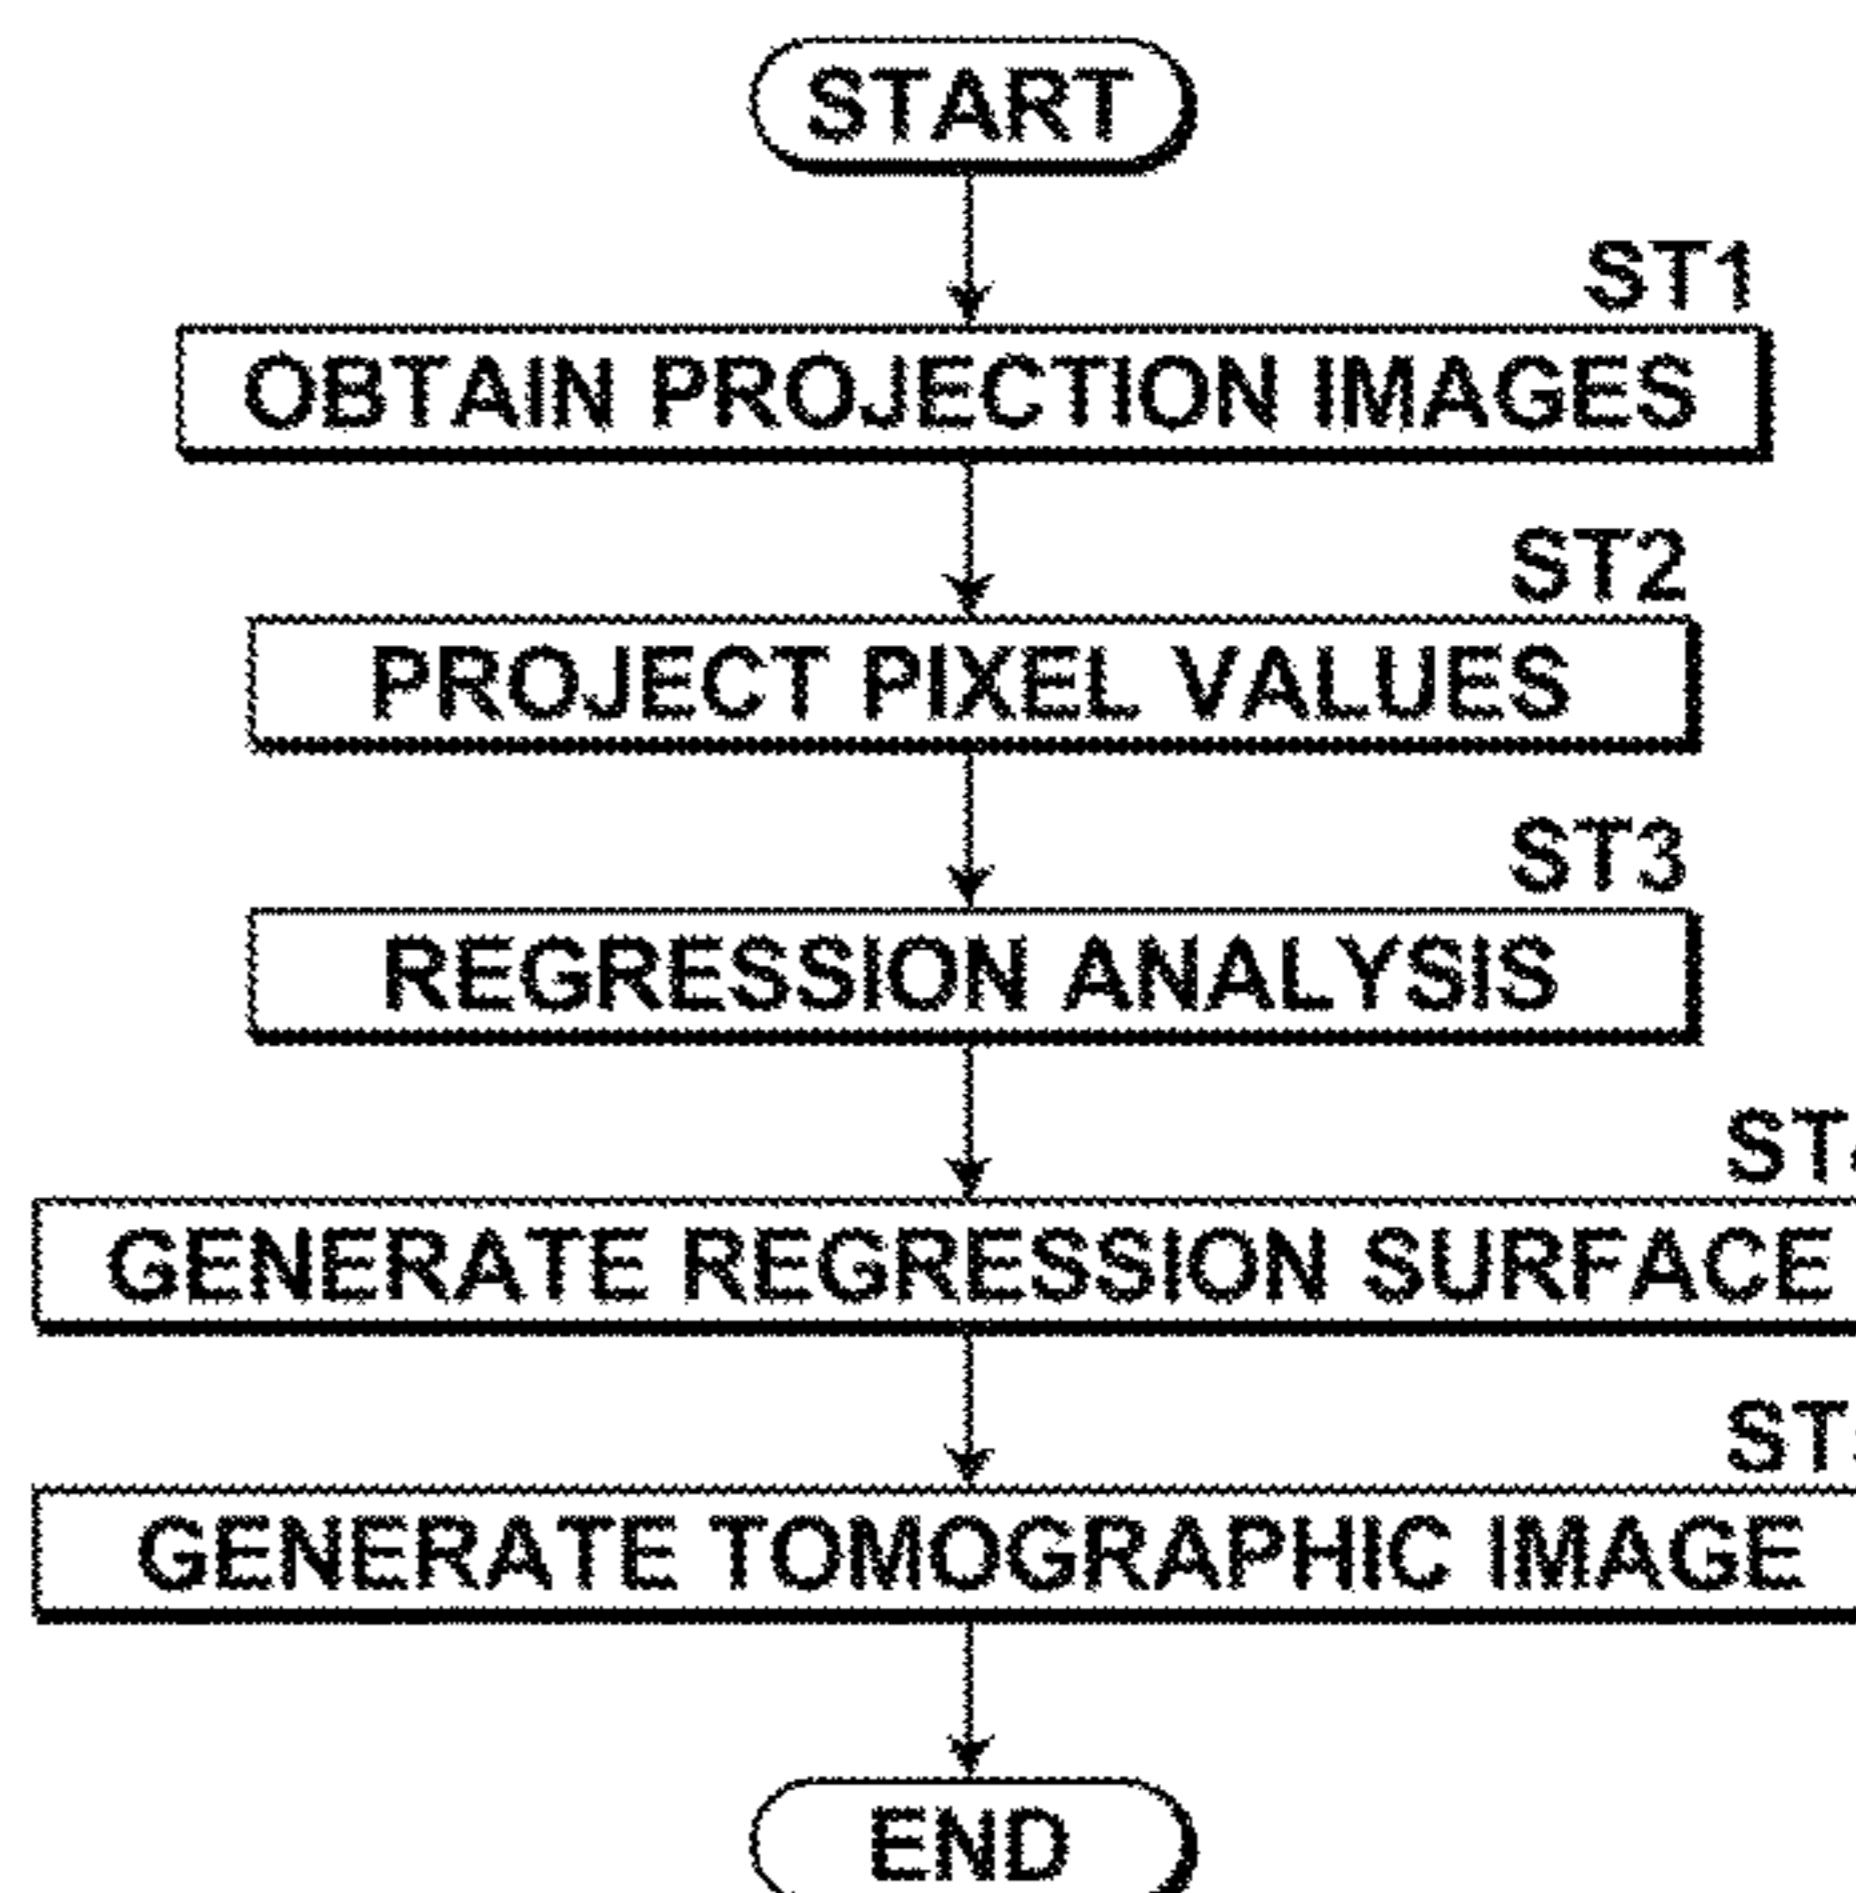 START
ST1
OBTAIN PROJECTION IMAGES
ST2
PROJECT PIXEL VALUES
ST3
REGRESSION ANALYSIS
GENERATE REGRESSION SURFACE
GENERATE TOMOGRAPHIC IMAGE
END